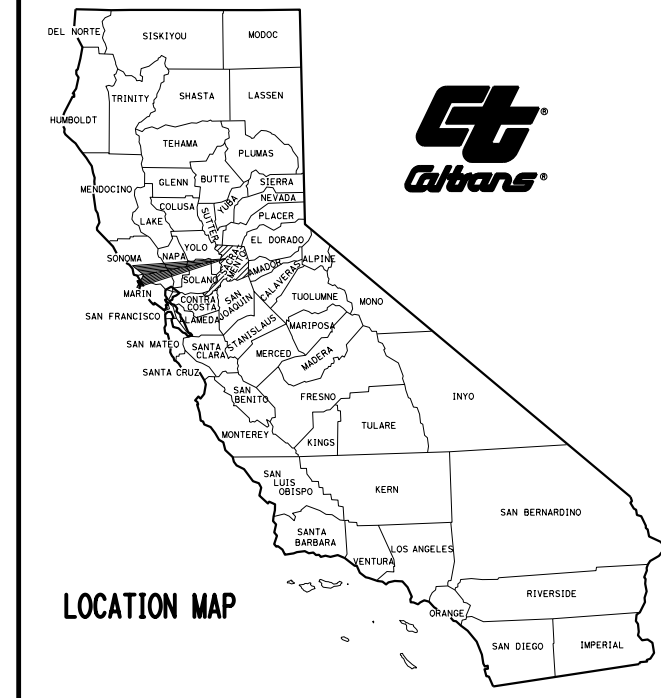 DEL NORTE
SISKIYOU
MODOC
TRINITY
SHASTA
LASSEN
HUMBOLDT
TEHAMA
PLUMAS
MENDOCINO
GLENN
BUTTE
SIERRA
COLUSA
SUTTER
YUBA
NEVADA
PLACER
LAKE
YOLO
EL DORADO
SONOMA
NAPA
SACRA-
MENTO
AMADOR
ALPINE
SOLANO
MARIN
CONTRA
COSTA
SAN
JOAQUIN
CALAVERAS
TUOLUMNE
MONO
SAN FRANCISCO
ALAMEDA
STANISLAUS
MARIPOSA
SAN MATEO
SANTA
CLARA
MERCED
MADERA
SANTA CRUZ
SAN
BENITO
FRESNO
INYO
MONTEREY
KINGS
TULARE
SAN
LUIS
OBISPO
KERN
SAN BERNARDINO
SANTA
BARBARA
VENTURA
LOS ANGELES
ORANGE
RIVERSIDE
SAN DIEGO
IMPERIAL
Ct ®
Caltrans ®
LOCATION MAP